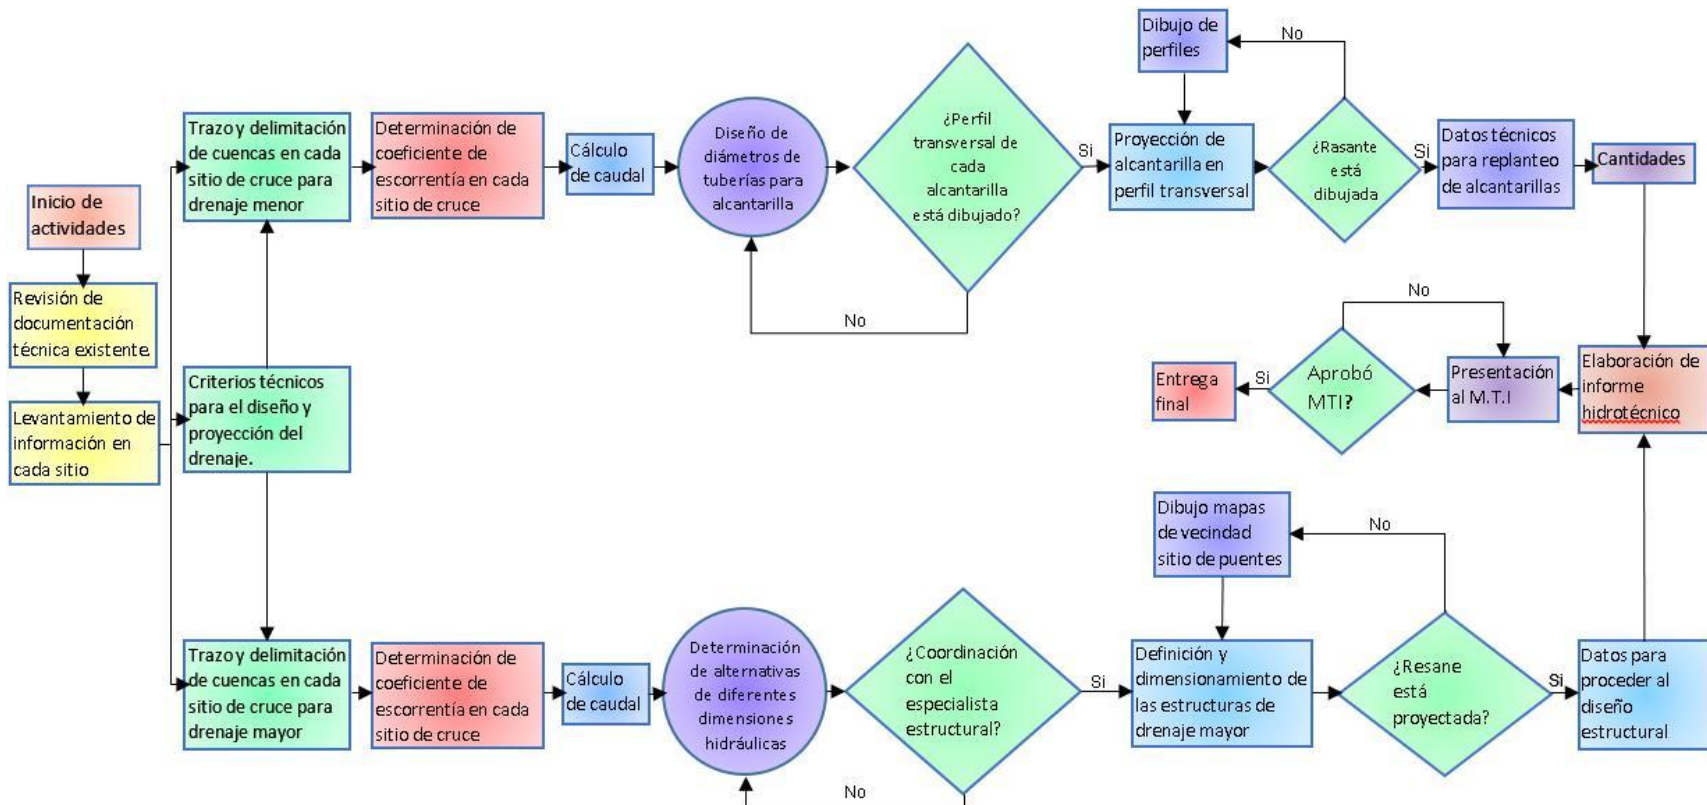 Inicio de
actividades
Revisión de
documentación
técnica existente.
Levantamiento de
información en
cada sitio
Trazo y delimitación
de cuencas en cada
sitio de cruce para
drenaje menor
Determinación de
coeficiente de
escorrentía en cada
sitio de cruce
Cálculo
de caudal
Diseño de
diámetros de
tuberías para
alcantarilla
¿Perfil
transversal de
cada
alcantarilla
está dibujado?
No
Si
Dibujo de
perfiles
Proyección de
alcantarilla en
perfil transversal
No
¿Rasante
está
dibujada
Si
Datos técnicos
para replanteo
de alcantarillas
Cantidades
Criterios técnicos
para el diseño y
proyección del
drenaje.
Entrega
final
Si
Aprobó
MTI?
No
Presentación
al M.T.I
Elaboración de
informe
hidrotécnico
Trazo y delimitación
de cuencas en cada
sitio de cruce para
drenaje mayor
Determinación de
coeficiente de
escorrentía en cada
sitio de cruce
Cálculo
de caudal
Determinación
de alternativas
de diferentes
dimensiones
hidráulicas
¿Coordinación
con el
especialista
estructural?
No
Si
Dibujo mapas
de vecindad
sitio de puentes
Definición y
dimensionamiento de
las estructuras de
drenaje mayor
No
¿Resane
está
proyectada?
Si
Datos para
proceder al
diseño
estructural